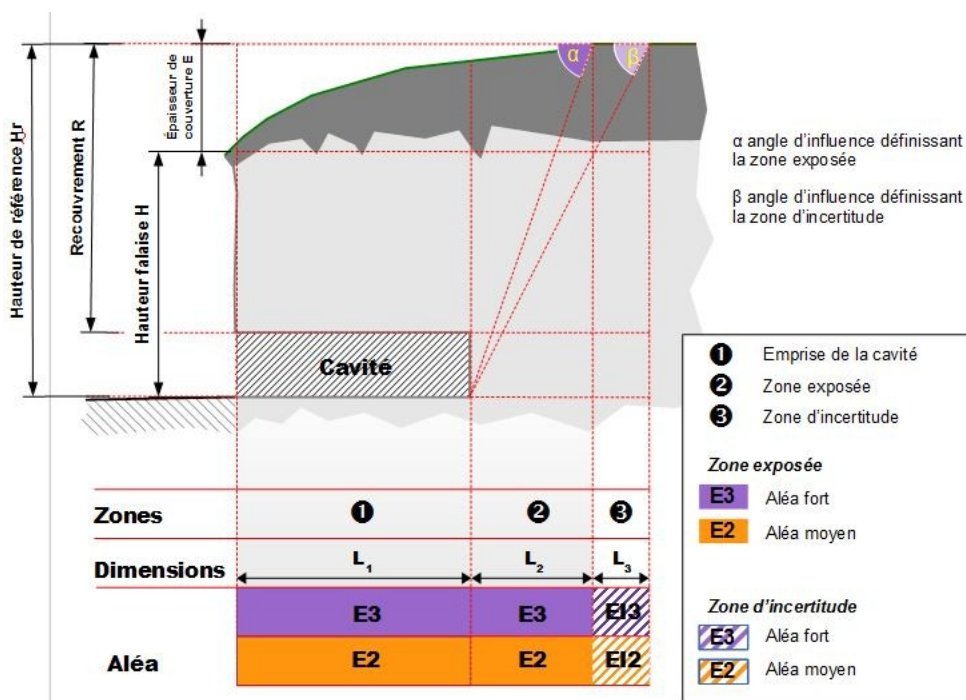 Hauteur de référence Hr
Recouvrement R
Épaisseur de
couverture E
Hauteur falaise H
α
β
α angle d'influence définissant
la zone exposée
β angle d'influence définissant
la zone d'incertitude
Cavité
1 Emprise de la cavité
2 Zone exposée
3 Zone d'incertitude
Zone exposée
E3 Aléa fort
E2 Aléa moyen
Zone d'incertitude
E3 Aléa fort
E2 Aléa moyen
Zones 1 2 3
Dimensions L1 L2 L3
E3 E3 EI3
Aléa E2 E2 EI2